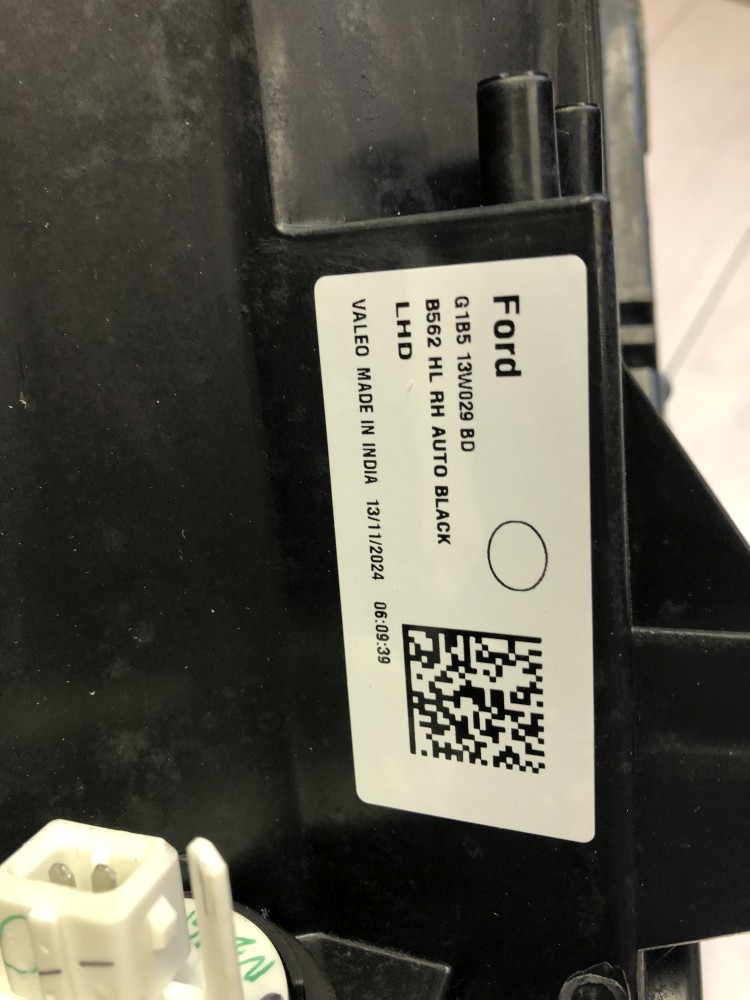 Ford
G1B5 13W029 BD
B562 HL RH AUTO BLACK
LHD
VALEO MADE IN INDIA 13/11/2024 06:09:39